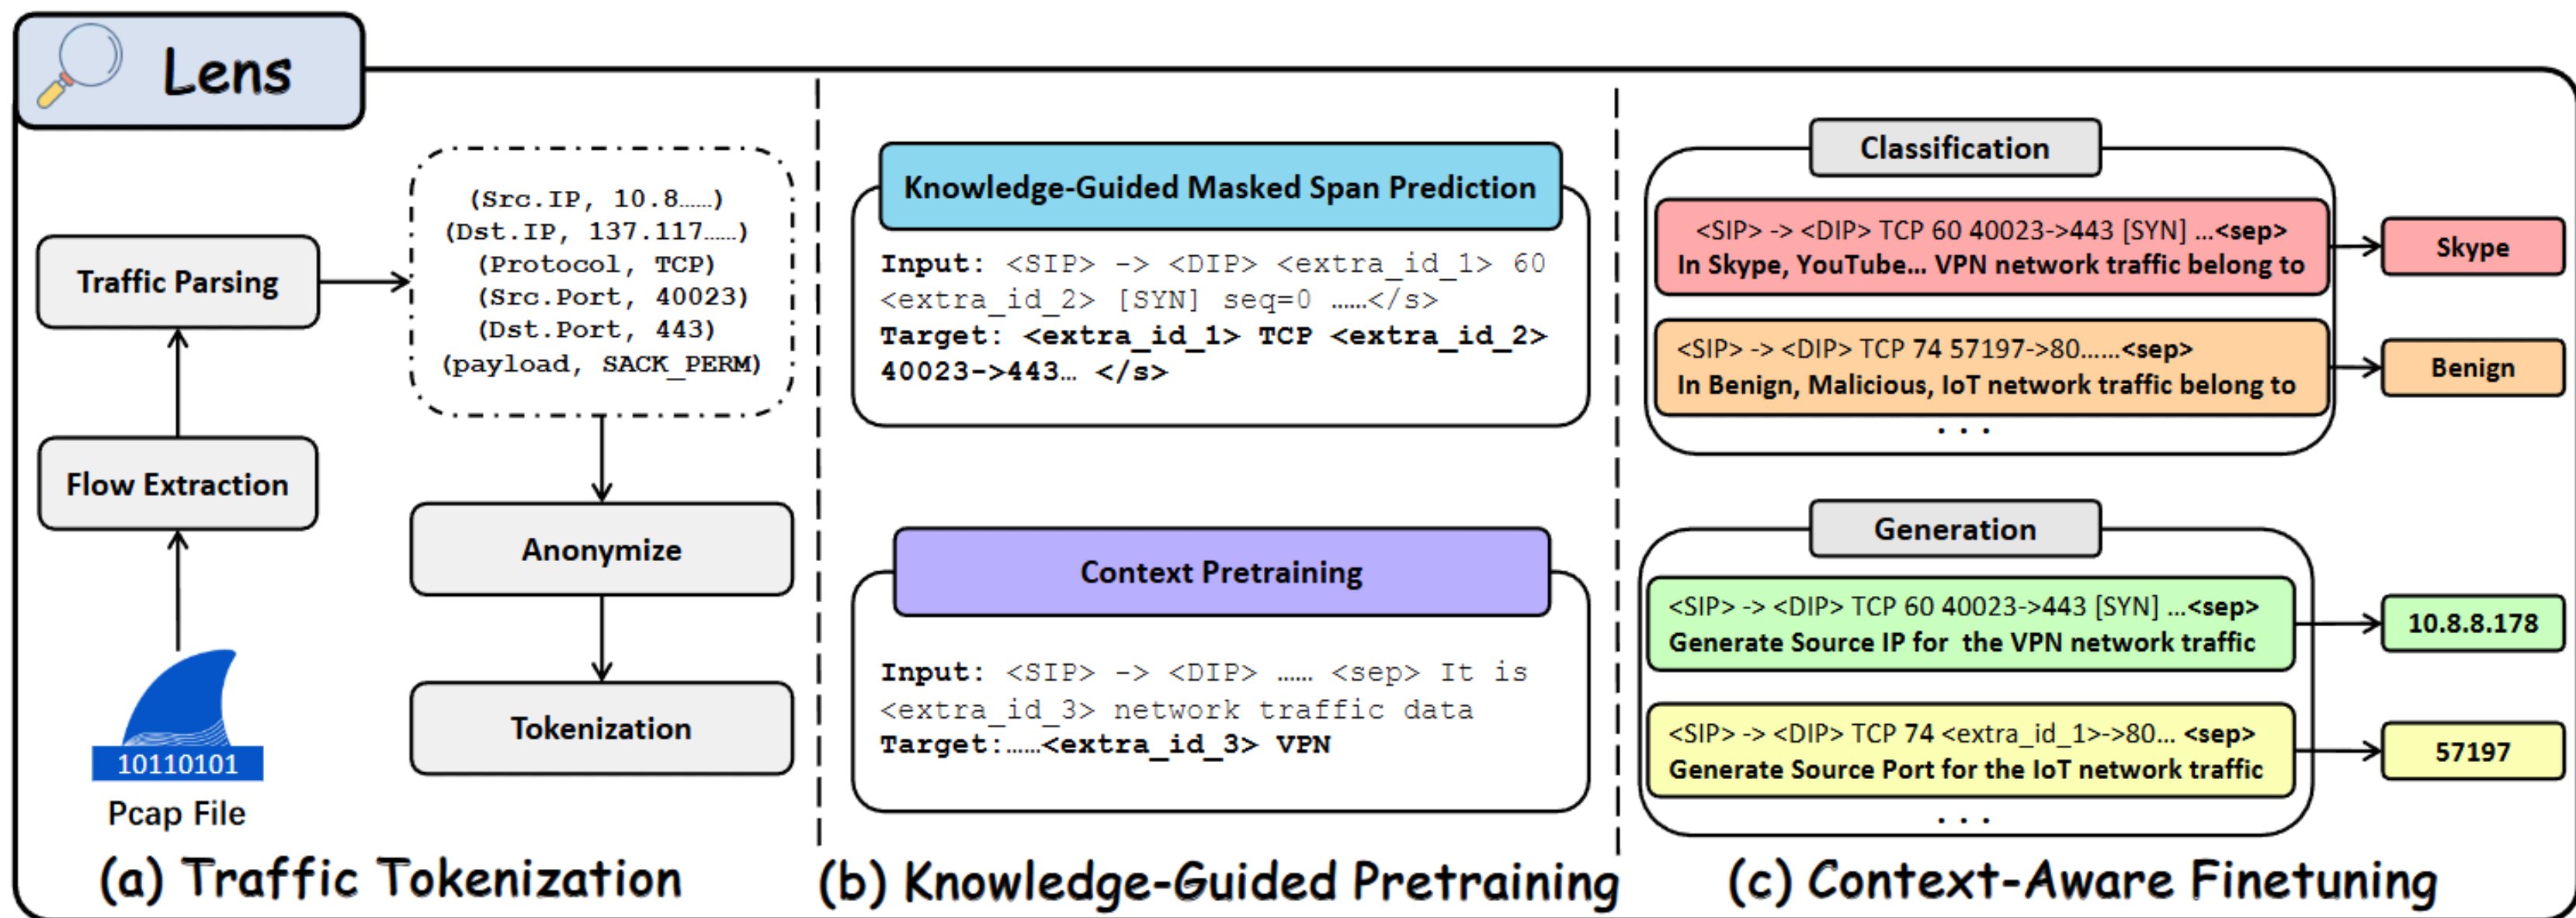 Lens
(Src.IP, 10.8......)
(Dst.IP, 137.117......)
(Protocol, TCP)
(Src.Port, 40023)
(Dst.Port, 443)
(payload, SACK_PERM)
Traffic Parsing
Flow Extraction
10110101
Pcap File
Anonymize
Tokenization
(a) Traffic Tokenization
Knowledge-Guided Masked Span Prediction
Input: <SIP> -> <DIP> <extra_id_1> 60
<extra_id_2> [SYN] seq=0 ......</s>
Target: <extra_id_1> TCP <extra_id_2>
40023->443... </s>
Context Pretraining
Input: <SIP> -> <DIP> ...... <sep> It is
<extra_id_3> network traffic data
Target:......<extra_id_3> VPN
(b) Knowledge-Guided Pretraining
Classification
<SIP> -> <DIP> TCP 60 40023->443 [SYN] ...<sep>
In Skype, YouTube... VPN network traffic belong to
Skype
<SIP> -> <DIP> TCP 74 57197->80......<sep>
In Benign, Malicious, IoT network traffic belong to
Benign
. . .
Generation
<SIP> -> <DIP> TCP 60 40023->443 [SYN] ...<sep>
Generate Source IP for the VPN network traffic
10.8.8.178
<SIP> -> <DIP> TCP 74 <extra_id_1>->80... <sep>
Generate Source Port for the IoT network traffic
57197
. . .
(c) Context-Aware Finetuning